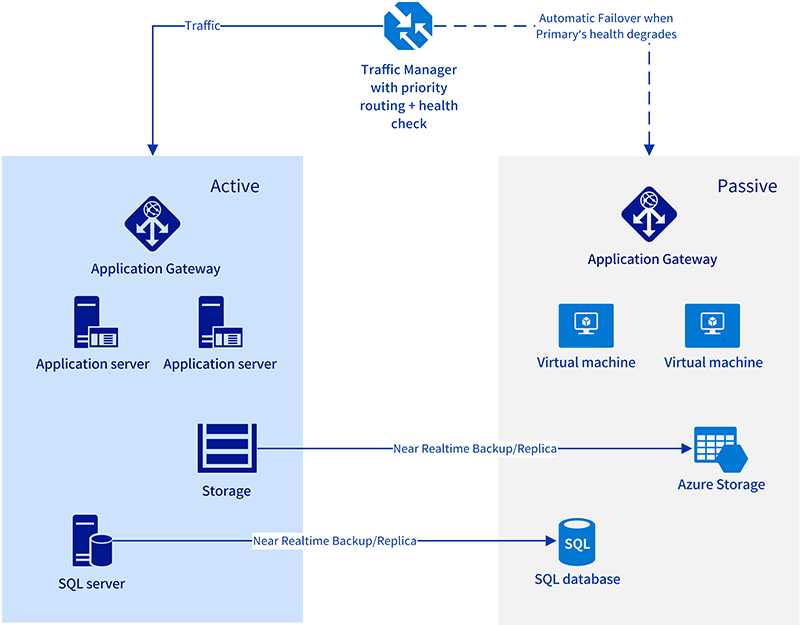 Traffic
Automatic Failover when
Primary's health degrades
Traffic Manager
with priority
routing + health
check
Active
Application Gateway
Application server
Application server
Storage
SQL server
Near Realtime Backup/Replica
Near Realtime Backup/Replica
Passive
Application Gateway
Virtual machine
Virtual machine
Azure Storage
SQL
SQL database